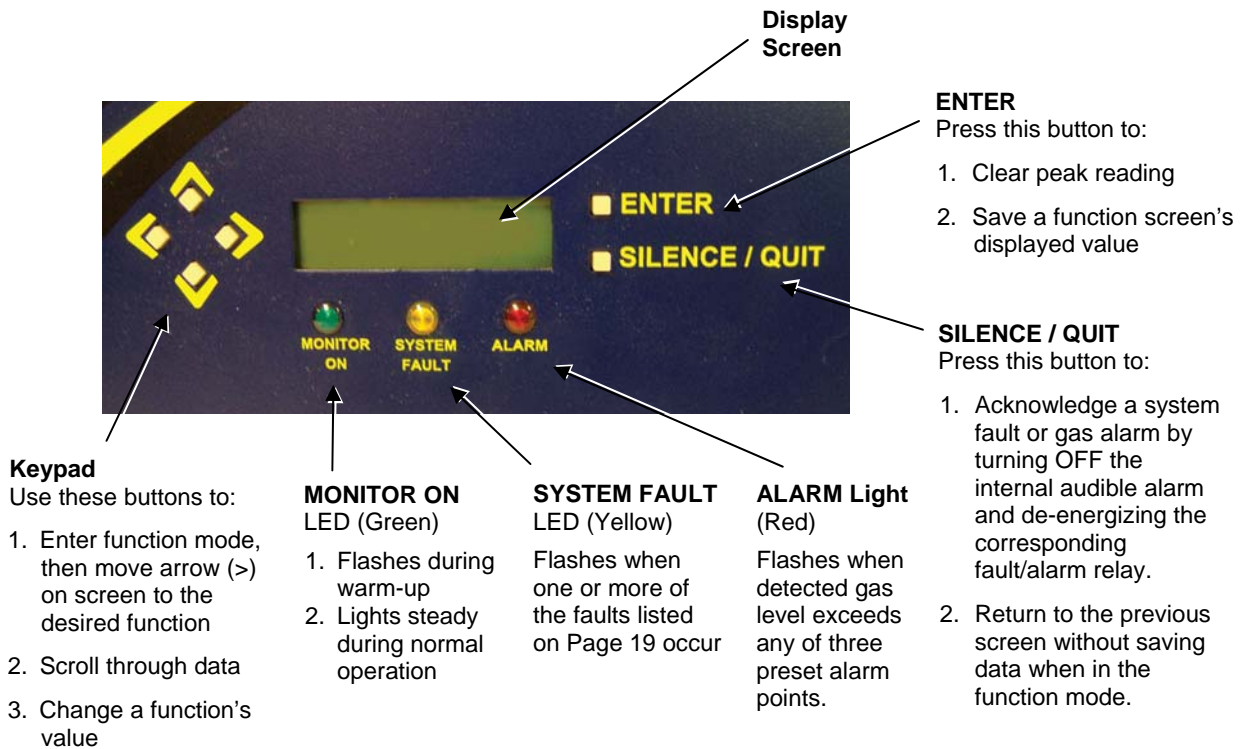 Display
Screen
ENTER
SILENCE / QUIT
MONITOR
ON
SYSTEM
FAULT
ALARM
ENTER
Press this button to:
1. Clear peak reading
2. Save a function screen's
displayed value
SILENCE / QUIT
Press this button to:
1. Acknowledge a system
fault or gas alarm by
turning OFF the
internal audible alarm
and de-energizing the
corresponding
fault/alarm relay.
2. Return to the previous
screen without saving
data when in the
function mode.
Keypad
Use these buttons to:
1. Enter function mode,
then move arrow (>)
on screen to the
desired function
2. Scroll through data
3. Change a function's
value
MONITOR ON
LED (Green)
1. Flashes during
warm-up
2. Lights steady
during normal
operation
SYSTEM FAULT
LED (Yellow)
Flashes when
one or more of
the faults listed
on Page 19 occur
ALARM Light
(Red)
Flashes when
detected gas
level exceeds
any of three
preset alarm
points.